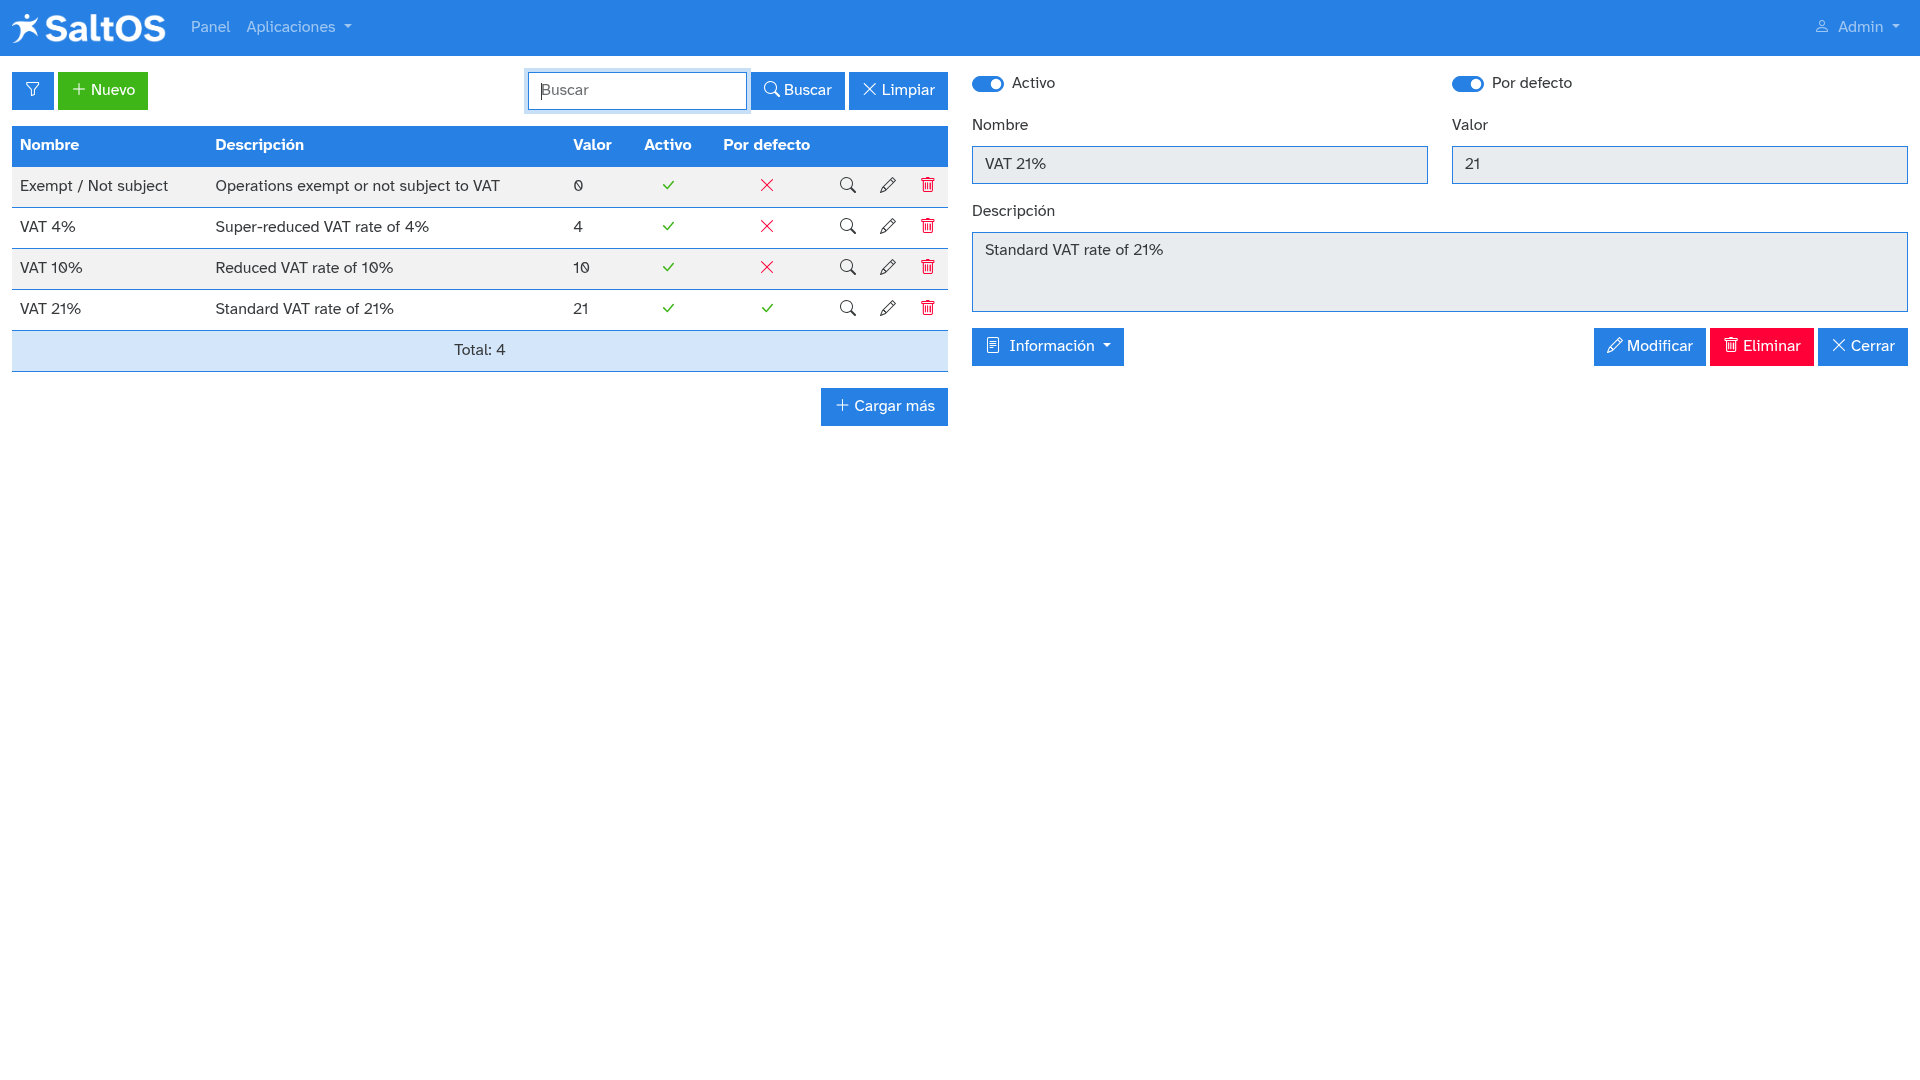 SaltOS Panel Aplicaciones Admin
Nuevo Buscar Buscar Limpiar
Nombre Descripción Valor Activo Por defecto
Exempt / Not subject Operations exempt or not subject to VAT 0
VAT 4% Super-reduced VAT rate of 4% 4
VAT 10% Reduced VAT rate of 10% 10
VAT 21% Standard VAT rate of 21% 21
Total: 4
Cargar más
Activo Por defecto
Nombre Valor
VAT 21% 21
Descripción
Standard VAT rate of 21%
Información Modificar Eliminar Cerrar